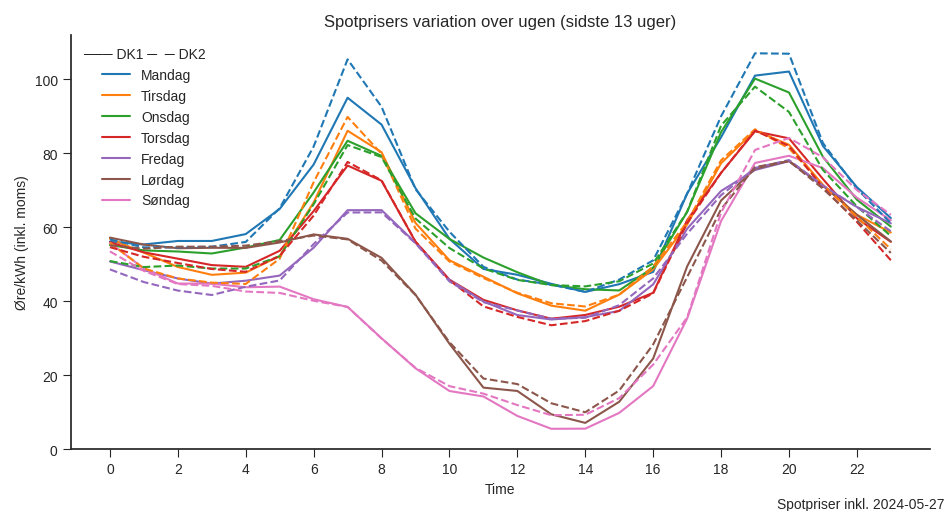 Spotprisers variation over ugen (sidste 13 uger)
DK1 DK2
Mandag
Tirsdag
Onsdag
Torsdag
Fredag
Lørdag
Søndag
Øre/kWh (inkl. moms)
100
80
60
40
20
0
0 2 4 6 8 10 12 14 16 18 20 22
Time
Spotpriser inkl. 2024-05-27